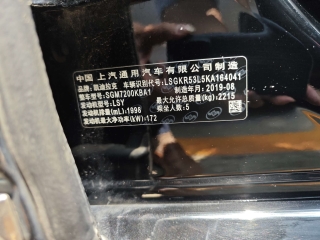 中国 上汽通用汽车有限公司制造
品牌:凯迪拉克 车辆识别代号:LSGKR53L5KA164041
整车型号:SGM7200KBA1 制造年月:2019-08
发动机型号:LSY 最大允许总质量(kg):2215
发动机排量(mL):1998 乘坐人数:5
发动机最大净功率(kW):172